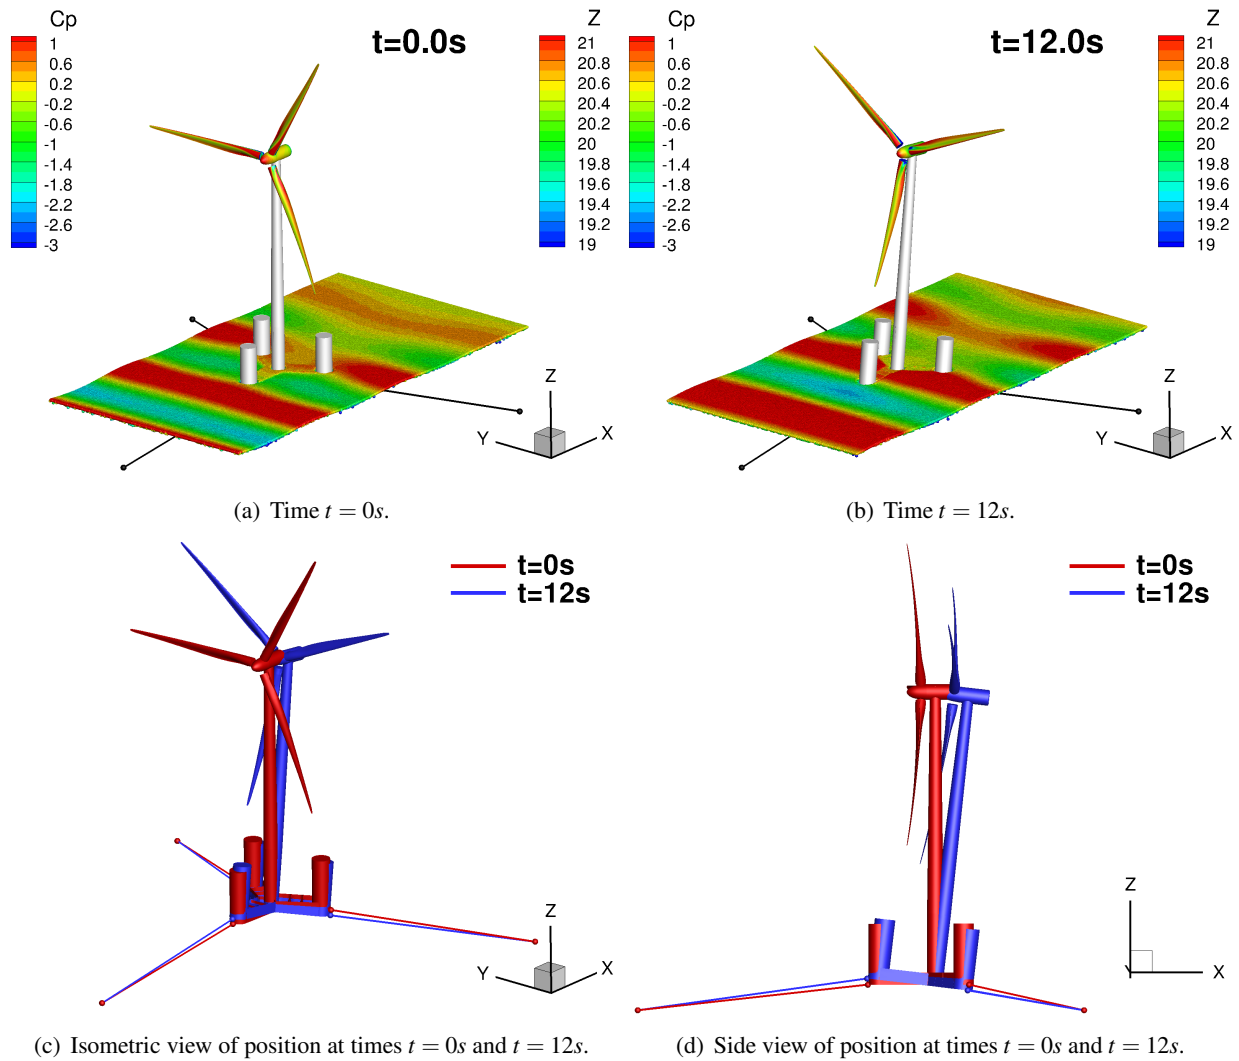 Cp
1
0.6
0.2
-0.2
-0.6
-1
-1.4
-1.8
-2.2
-2.6
-3
t=0.0s
Z
21
20.8
20.6
20.4
20.2
20
19.8
19.6
19.4
19.2
19
Z
Y
X
(a) Time t = 0s.
Cp
1
0.6
0.2
-0.2
-0.6
-1
-1.4
-1.8
-2.2
-2.6
-3
t=12.0s
Z
21
20.8
20.6
20.4
20.2
20
19.8
19.6
19.4
19.2
19
Z
Y
X
(b) Time t = 12s.
t=0s
t=12s
Z
Y
X
(c) Isometric view of position at times t = 0s and t = 12s.
t=0s
t=12s
Z
Y
X
(d) Side view of position at times t = 0s and t = 12s.